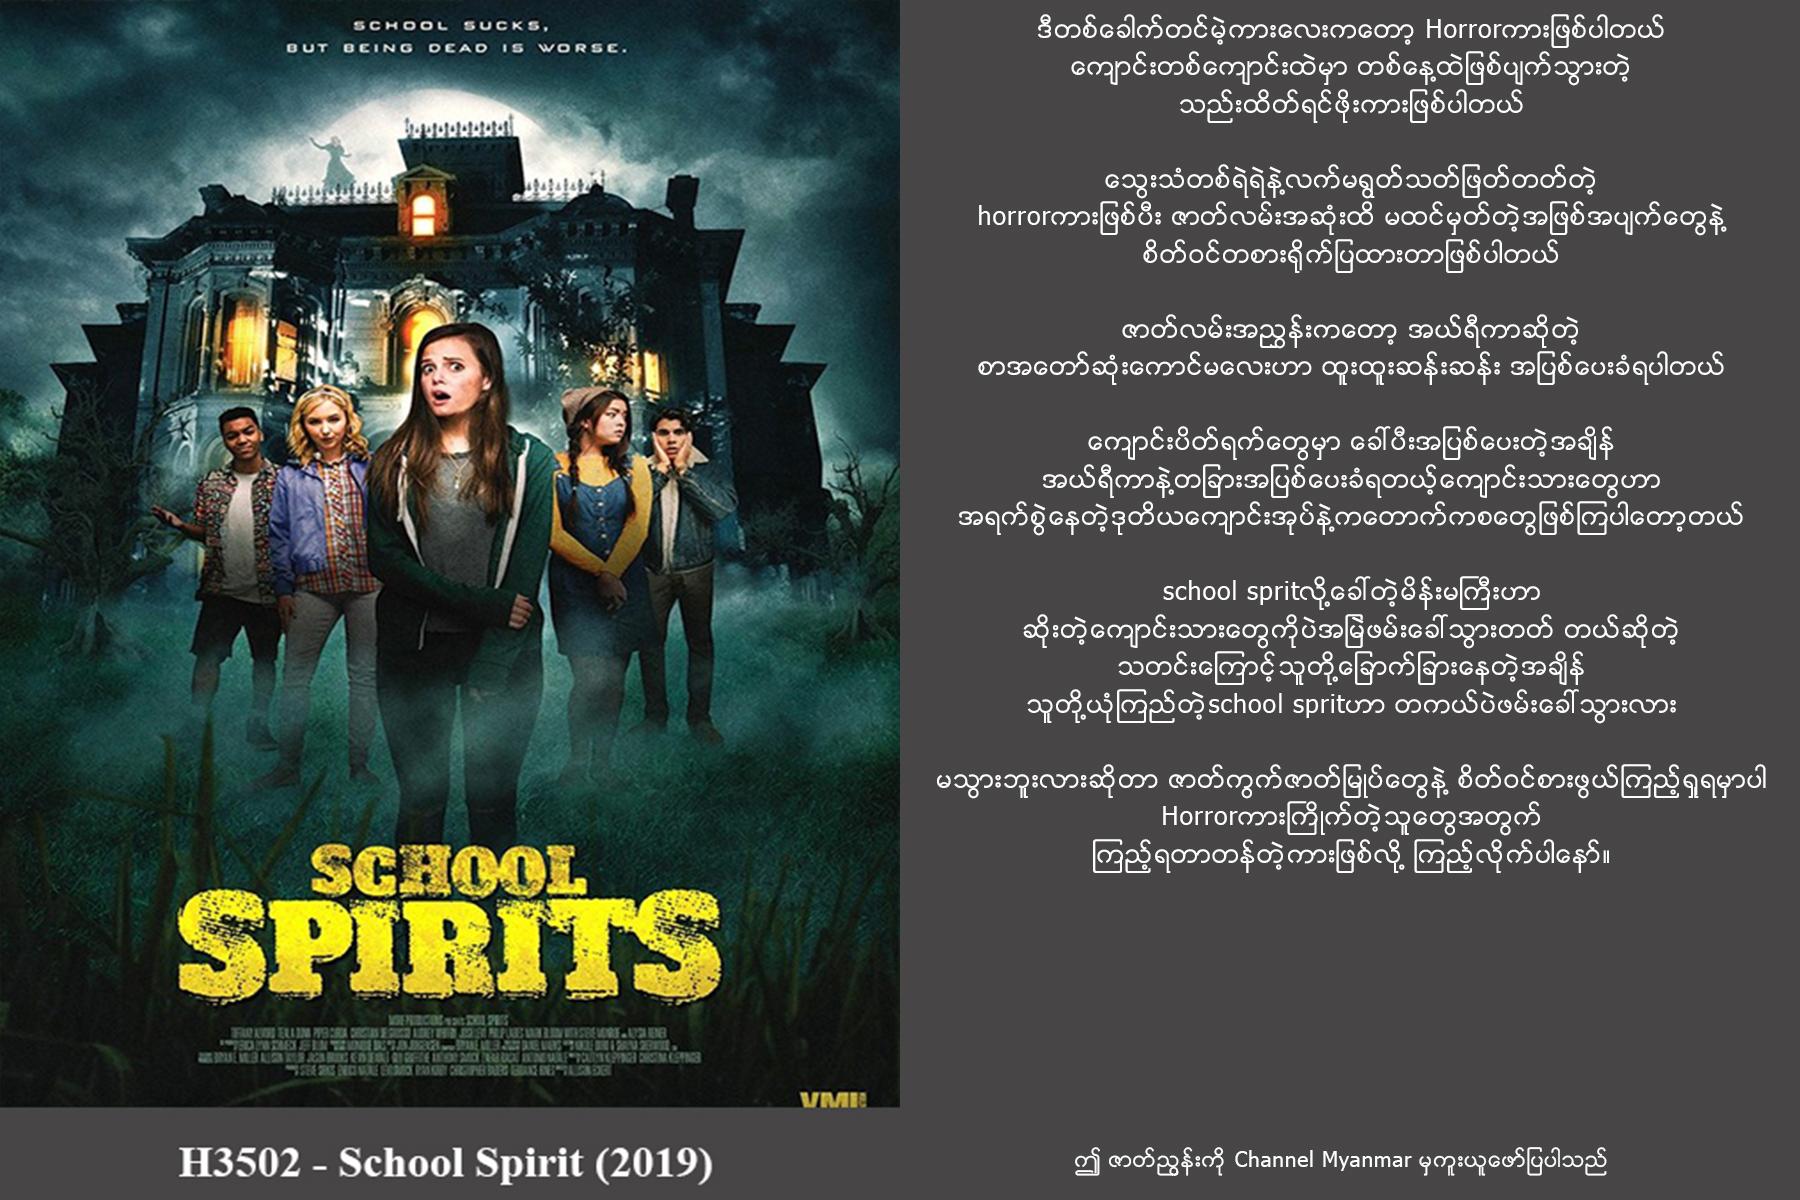 SCHOOL SUCKS,
BUT BEING DEAD IS WORSE.
SCHOOL
SPIRITS
VMI
H3502 - School Spirit (2019)
ဒီတစ်ခေါက်တင်မဲ့ကားလေးကတော့ Horrorကားဖြစ်ပါတယ်
ကျောင်းတစ်ကျောင်းထဲမှာ တစ်နေ့ထဲဖြစ်ပျက်သွားတဲ့
သည်းထိတ်ရင်ဖိုးကားဖြစ်ပါတယ်
သွေးသံတစ်ရဲရဲနဲ့လက်မရွတ်သတ်ဖြတ်တတ်တဲ့
horrorကားဖြစ်ပီး ဇာတ်လမ်းအဆုံးထိ မထင်မှတ်တဲ့အဖြစ်အပျက်တွေနဲ့
စိတ်ဝင်တစားရိုက်ပြထားတာဖြစ်ပါတယ်
ဇာတ်လမ်းအညွှန်းကတော့ အယ်ရီကာဆိုတဲ့
စာအတော်ဆုံးကောင်မလေးဟာ ထူးထူးဆန်းဆန်း အပြစ်ပေးခံရပါတယ်
ကျောင်းပိတ်ရက်တွေမှာ ခေါ်ပီးအပြစ်ပေးတဲ့အချိန်
အယ်ရီကာနဲ့တခြားအပြစ်ပေးခံရတယ့်ကျောင်းသားတွေဟာ
အရက်စွဲနေတဲ့ဒုတိယကျောင်းအုပ်နဲ့ကတောက်ကစတွေဖြစ်ကြပါတော့တယ်
school spritလို့ခေါ်တဲ့မိန်းမကြီးဟာ
ဆိုးတဲ့ကျောင်းသားတွေကိုပဲအမြဲဖမ်းခေါ်သွားတတ် တယ်ဆိုတဲ့
သတင်းကြောင့်သူတို့ခြောက်ခြားနေတဲ့အချိန်
သူတို့ယုံကြည်တဲ့school spritဟာ တကယ်ပဲဖမ်းခေါ်သွားလား
မသွားဘူးလားဆိုတာ ဇာတ်ကွက်ဇာတ်မြုပ်တွေနဲ့ စိတ်ဝင်စားဖွယ်ကြည့်ရှုရမှာပါ
Horrorကားကြိုက်တဲ့သူတွေအတွက်
ကြည့်ရတာတန်တဲ့ကားဖြစ်လို့ ကြည့်လိုက်ပါနော်။
ဤ ဇာတ်ညွှန်းကို Channel Myanmar မှကူးယူဖော်ပြပါသည်